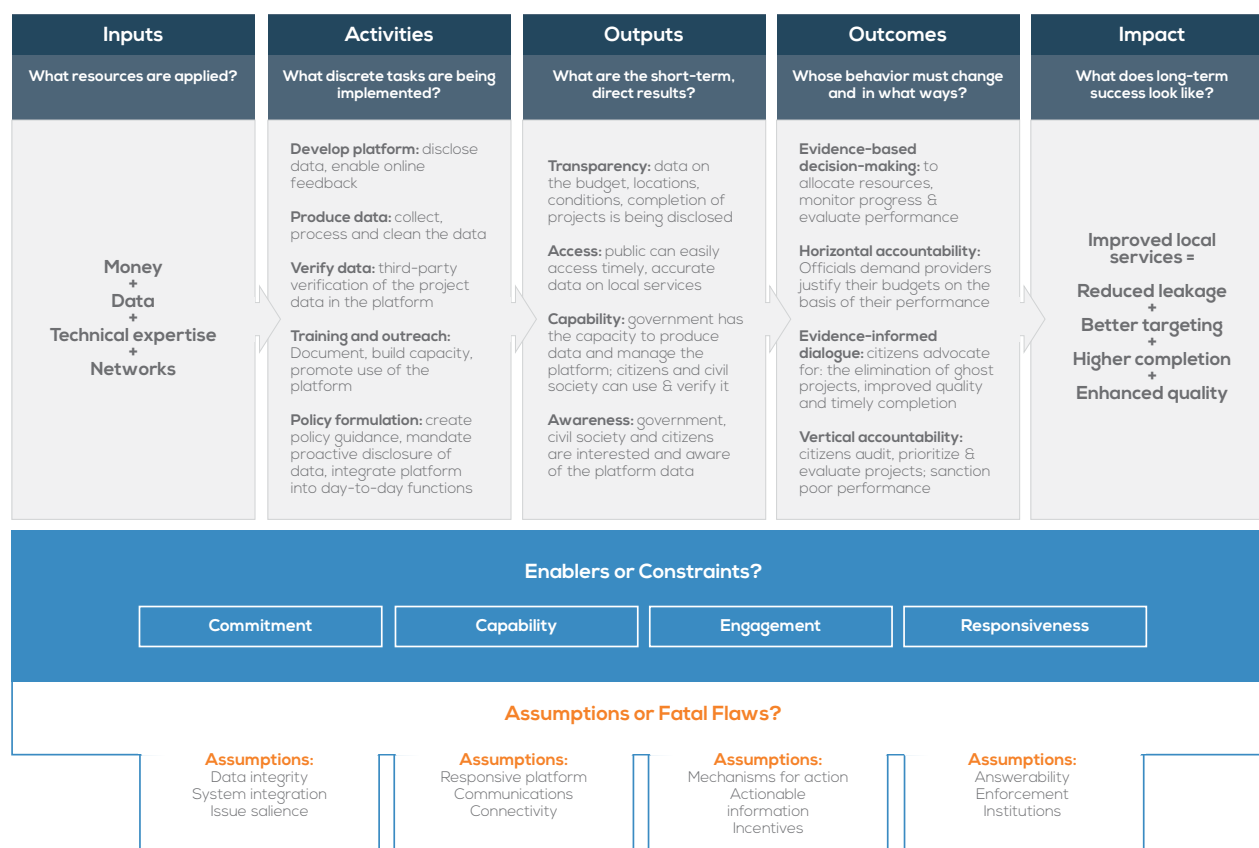 Inputs
What resources are applied?
Money
+
Data
+
Technical expertise
+
Networks
Activities
What discrete tasks are being
implemented?
Develop platform: disclose
data, enable online
feedback
Produce data: collect,
process and clean the data
Verify data: third-party
verification of the project
data in the platform
Training and outreach:
Document, build capacity,
promote use of the
platform
Policy formulation: create
policy guidance, mandate
proactive disclosure of
data, integrate platform
into day-to-day functions
Outputs
What are the short-term,
direct results?
Transparency: data on
the budget, locations,
conditions, completion of
projects is being disclosed
Access: public can easily
access timely, accurate
data on local services
Capability: government has
the capacity to produce
data and manage the
platform; citizens and civil
society can use & verify it
Awareness: government,
civil society and citizens
are interested and aware
of the platform data
Outcomes
Whose behavior must change
and in what ways?
Evidence-based
decision-making: to
allocate resources,
monitor progress &
evaluate performance
Horizontal accountability:
Officials demand providers
justify their budgets on the
basis of their performance
Evidence-informed
dialogue: citizens advocate
for: the elimination of ghost
projects, improved quality
and timely completion
Vertical accountability:
citizens audit, prioritize &
evaluate projects; sanction
poor performance
Impact
What does long-term
success look like?
Improved local
services =
Reduced leakage
+
Better targeting
+
Higher completion
+
Enhanced quality
Enablers or Constraints?
Commitment
Capability
Engagement
Responsiveness
Assumptions or Fatal Flaws?
Assumptions:
Data integrity
System integration
Issue salience
Assumptions:
Responsive platform
Communications
Connectivity
Assumptions:
Mechanisms for action
Actionable
information
Incentives
Assumptions:
Answerability
Enforcement
Institutions